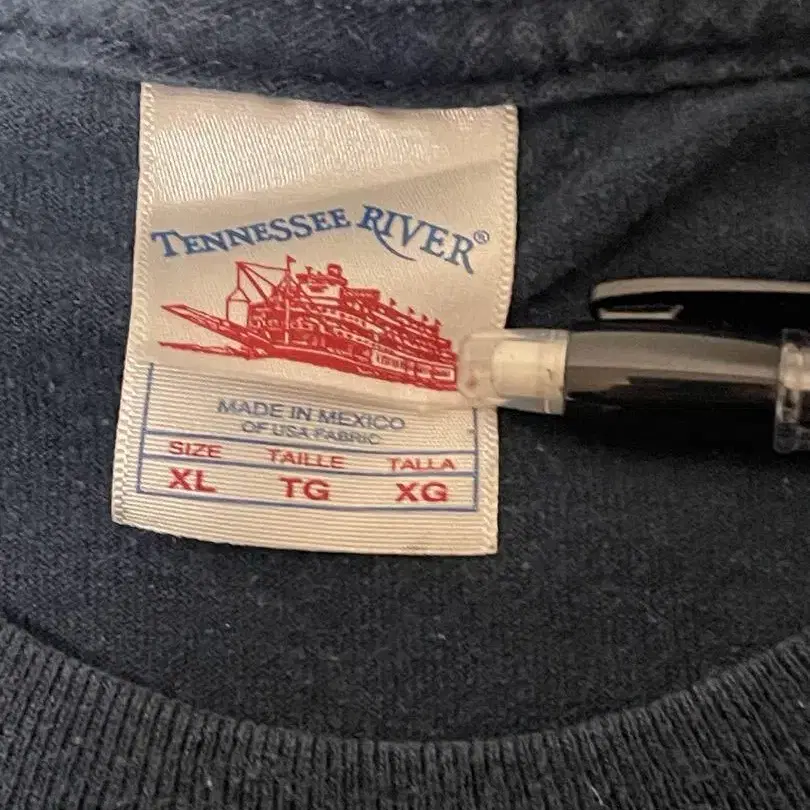 TENNESSEE RIVER®
MADE IN MEXICO
OF USA FABRIC
SIZE TAILLE TALLA
XL TG XG